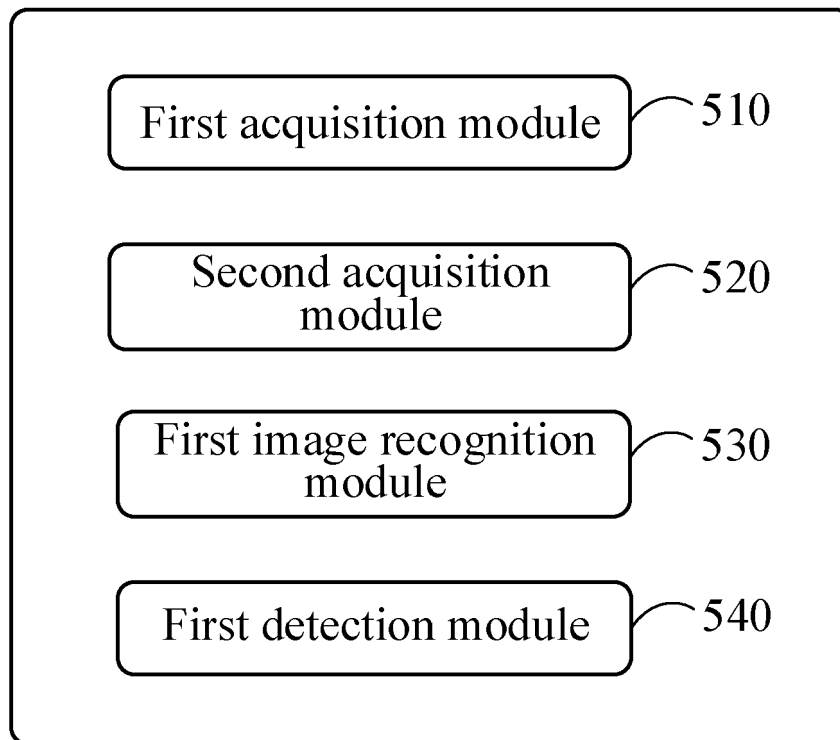 First acquisition module 510
Second acquisition
module
520
First image recognition
module
530
First detection module 540